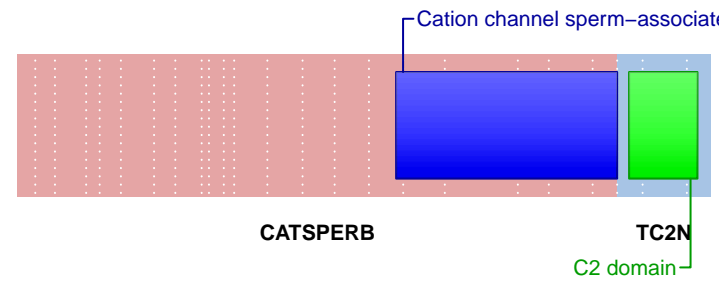 Cation channel sperm−associate
CATSPERB
TC2N
C2 domain